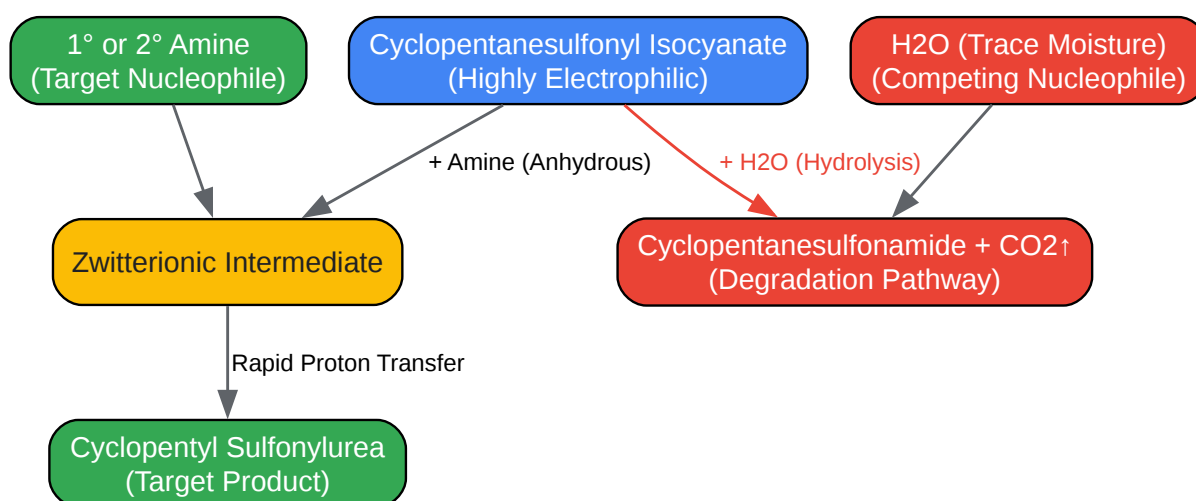 1° or 2° Amine
(Target Nucleophile)
Cyclopentanesulfonyl Isocyanate
(Highly Electrophilic)
H2O (Trace Moisture)
(Competing Nucleophile)
+ Amine (Anhydrous)
+ H2O (Hydrolysis)
Zwitterionic Intermediate
Cyclopentanesulfonamide + CO2↑
(Degradation Pathway)
Rapid Proton Transfer
Cyclopentyl Sulfonylurea
(Target Product)